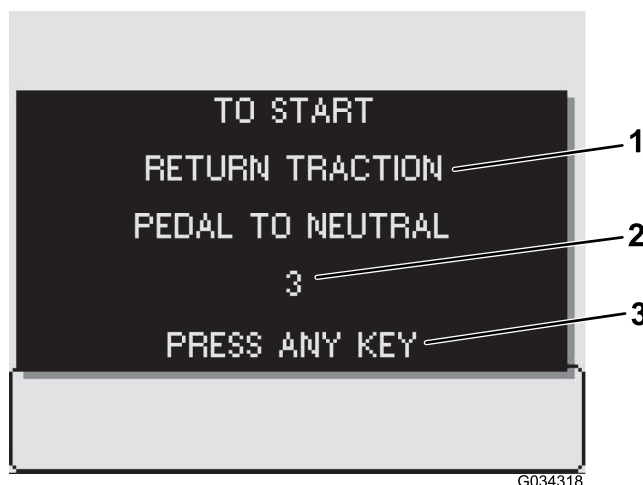 TO START
RETURN TRACTION
1
PEDAL TO NEUTRAL
2
3
3
PRESS ANY KEY
G034318